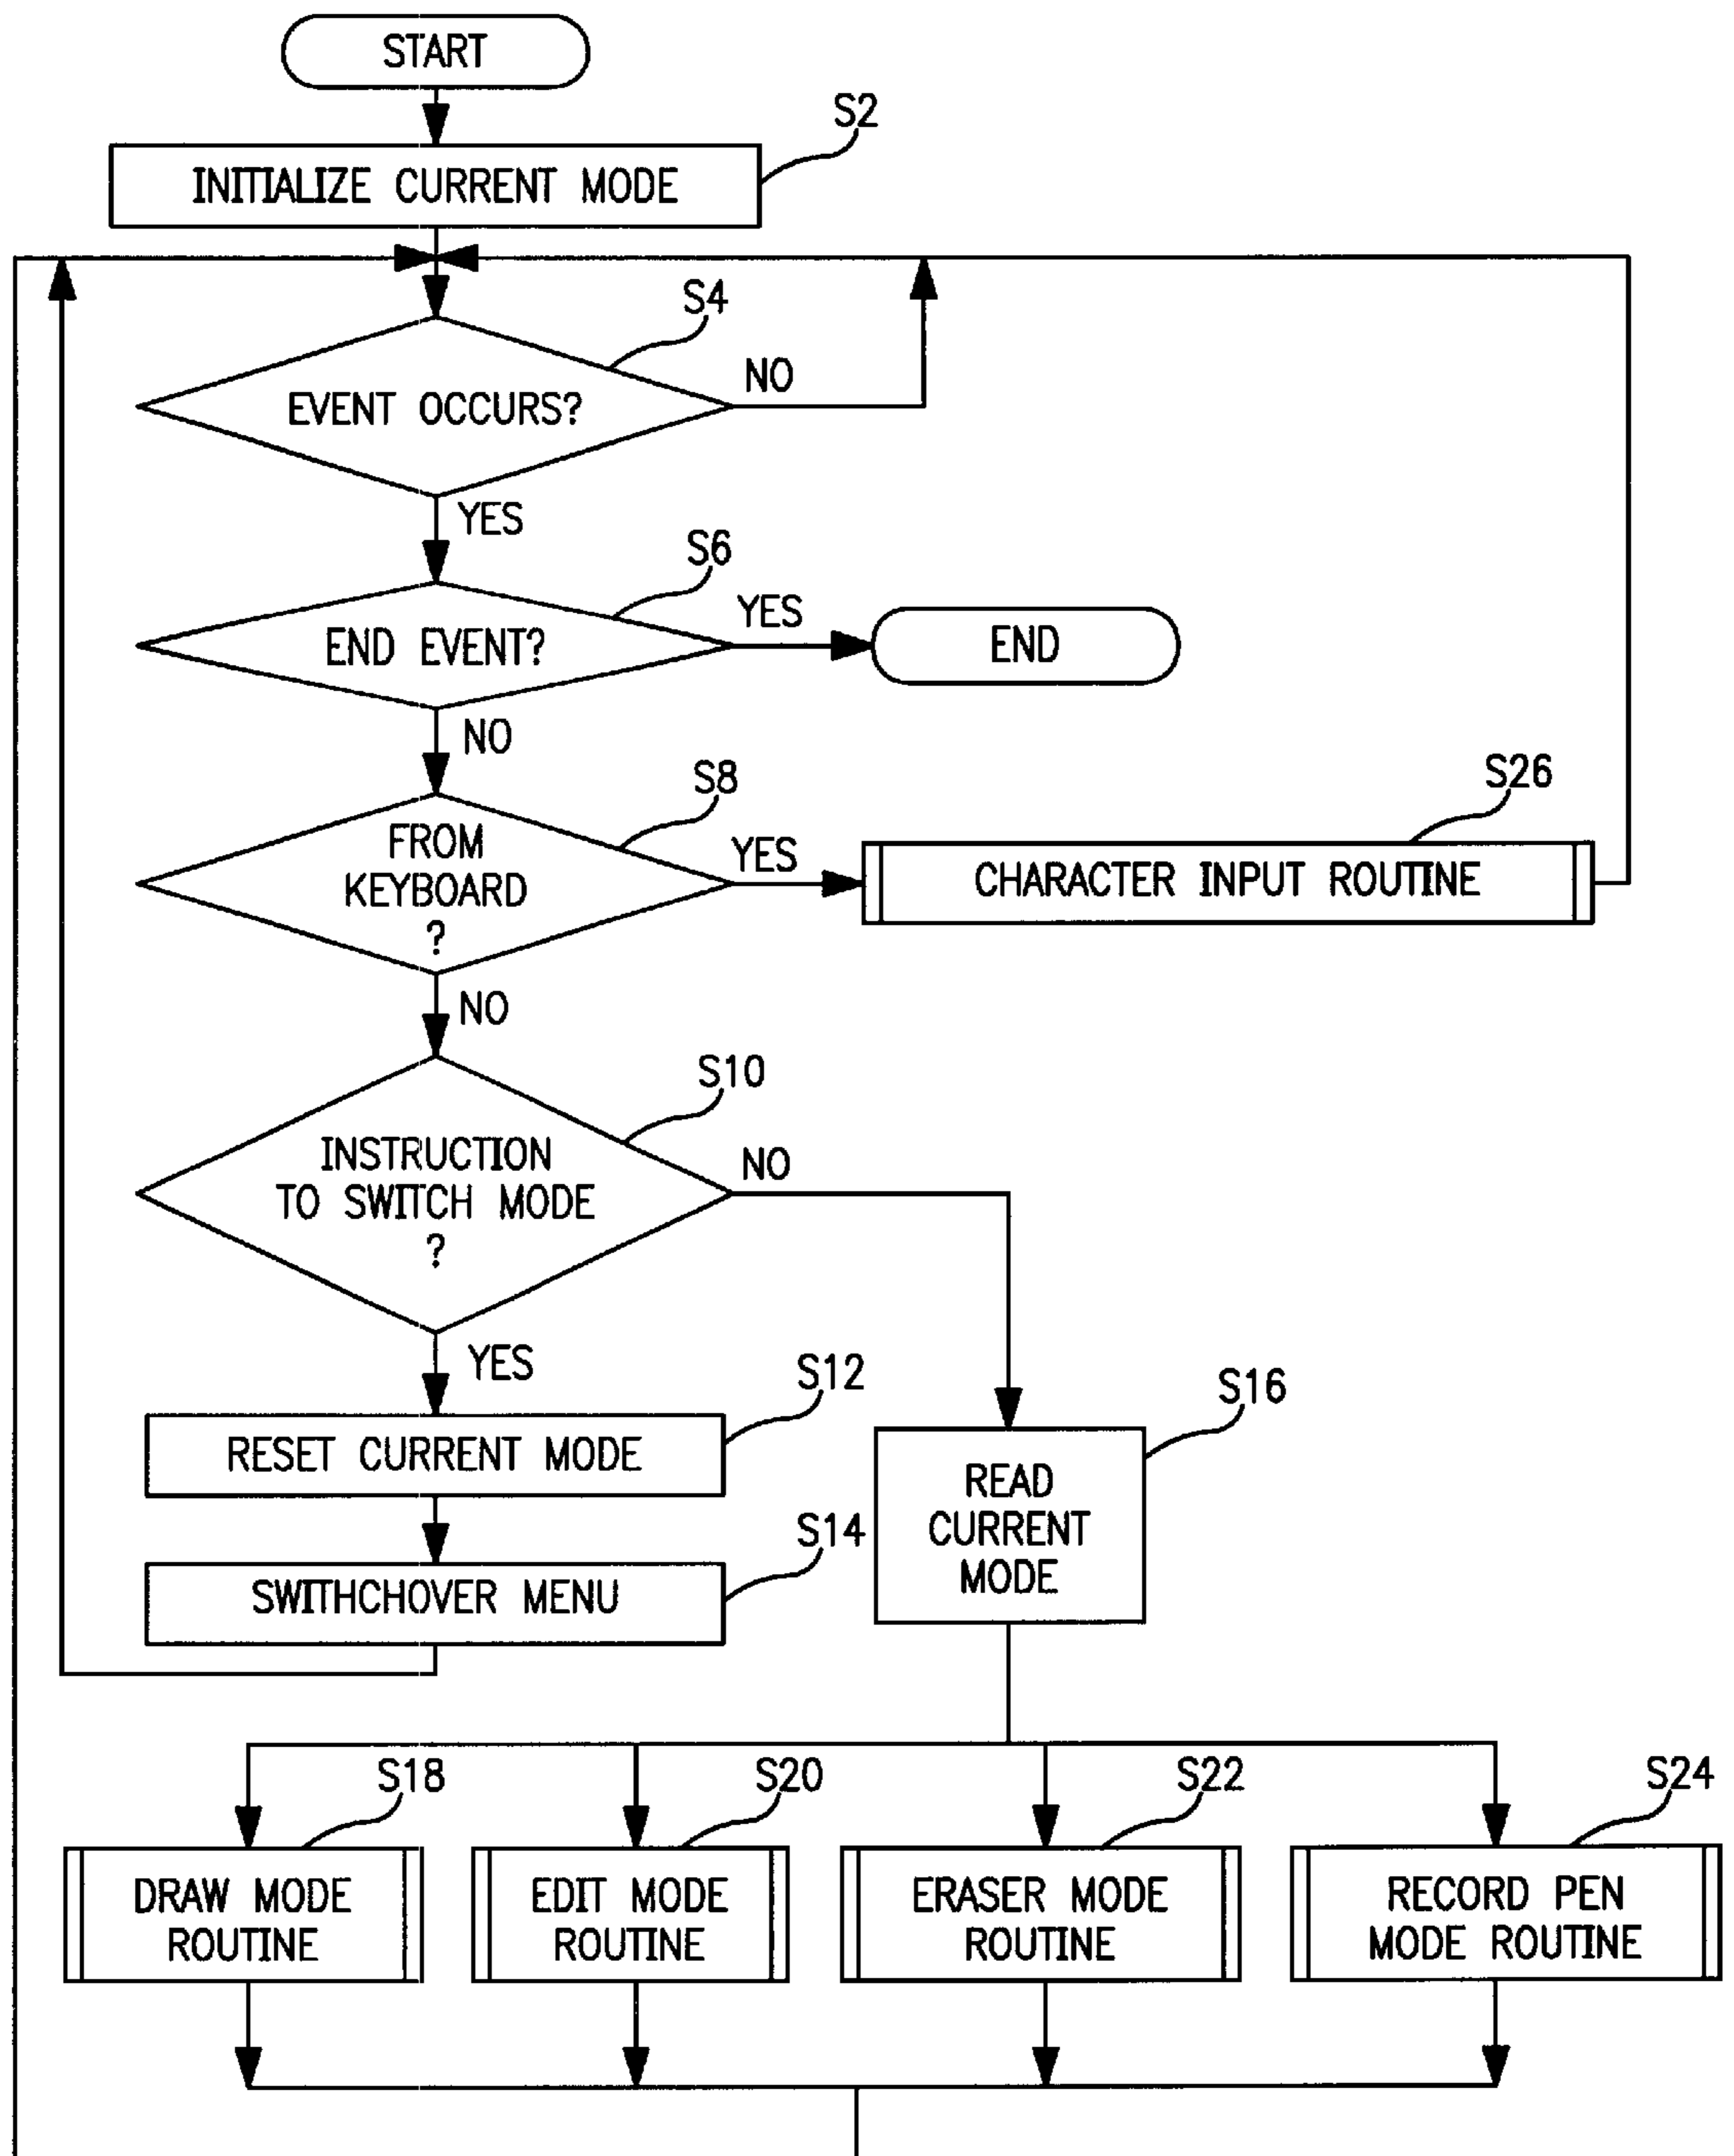 START
S2
INITIALIZE CURRENT MODE
S4
EVENT OCCURS?
NO
YES
S6
END EVENT?
YES
END
NO
S8
FROM
KEYBOARD
?
YES
S26
CHARACTER INPUT ROUTINE
NO
S10
INSTRUCTION
TO SWITCH MODE
?
NO
YES
S12
RESET CURRENT MODE
S14
SWITHCHOVER MENU
S16
READ
CURRENT
MODE
S18
DRAW MODE
ROUTINE
S20
EDIT MODE
ROUTINE
S22
ERASER MODE
ROUTINE
S24
RECORD PEN
MODE ROUTINE